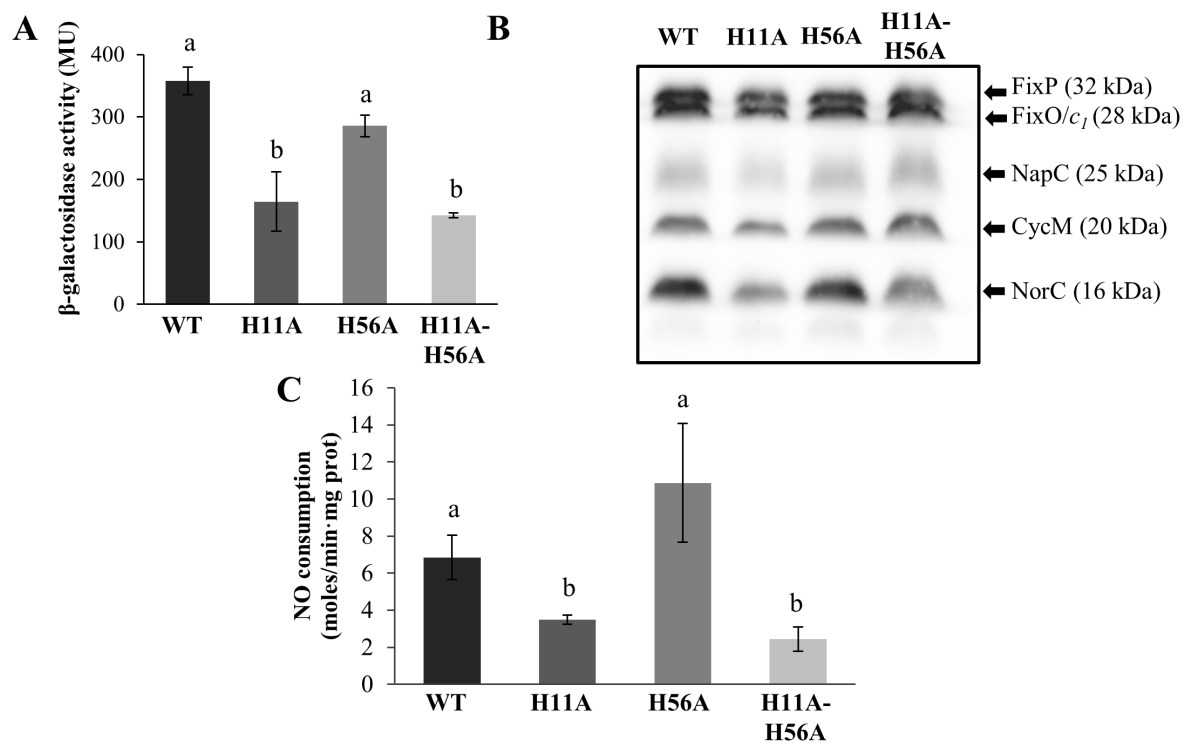 A
β-galactosidase activity (MU)
400
300
200
100
0
a
b
a
b
WT
H11A
H56A
H11A-
H56A
B
WT
H11A
H56A
H11A-
H56A
FixP (32 kDa)
FixO/c1 (28 kDa)
NapC (25 kDa)
CycM (20 kDa)
NorC (16 kDa)
C
NO consumption
(moles/min·mg prot)
16
14
12
10
8
6
4
2
0
a
b
a
b
WT
H11A
H56A
H11A-
H56A